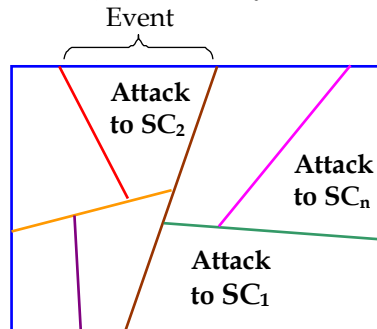 Event
Attack
to SC₂
Attack
to SCₙ
Attack
to SC₁